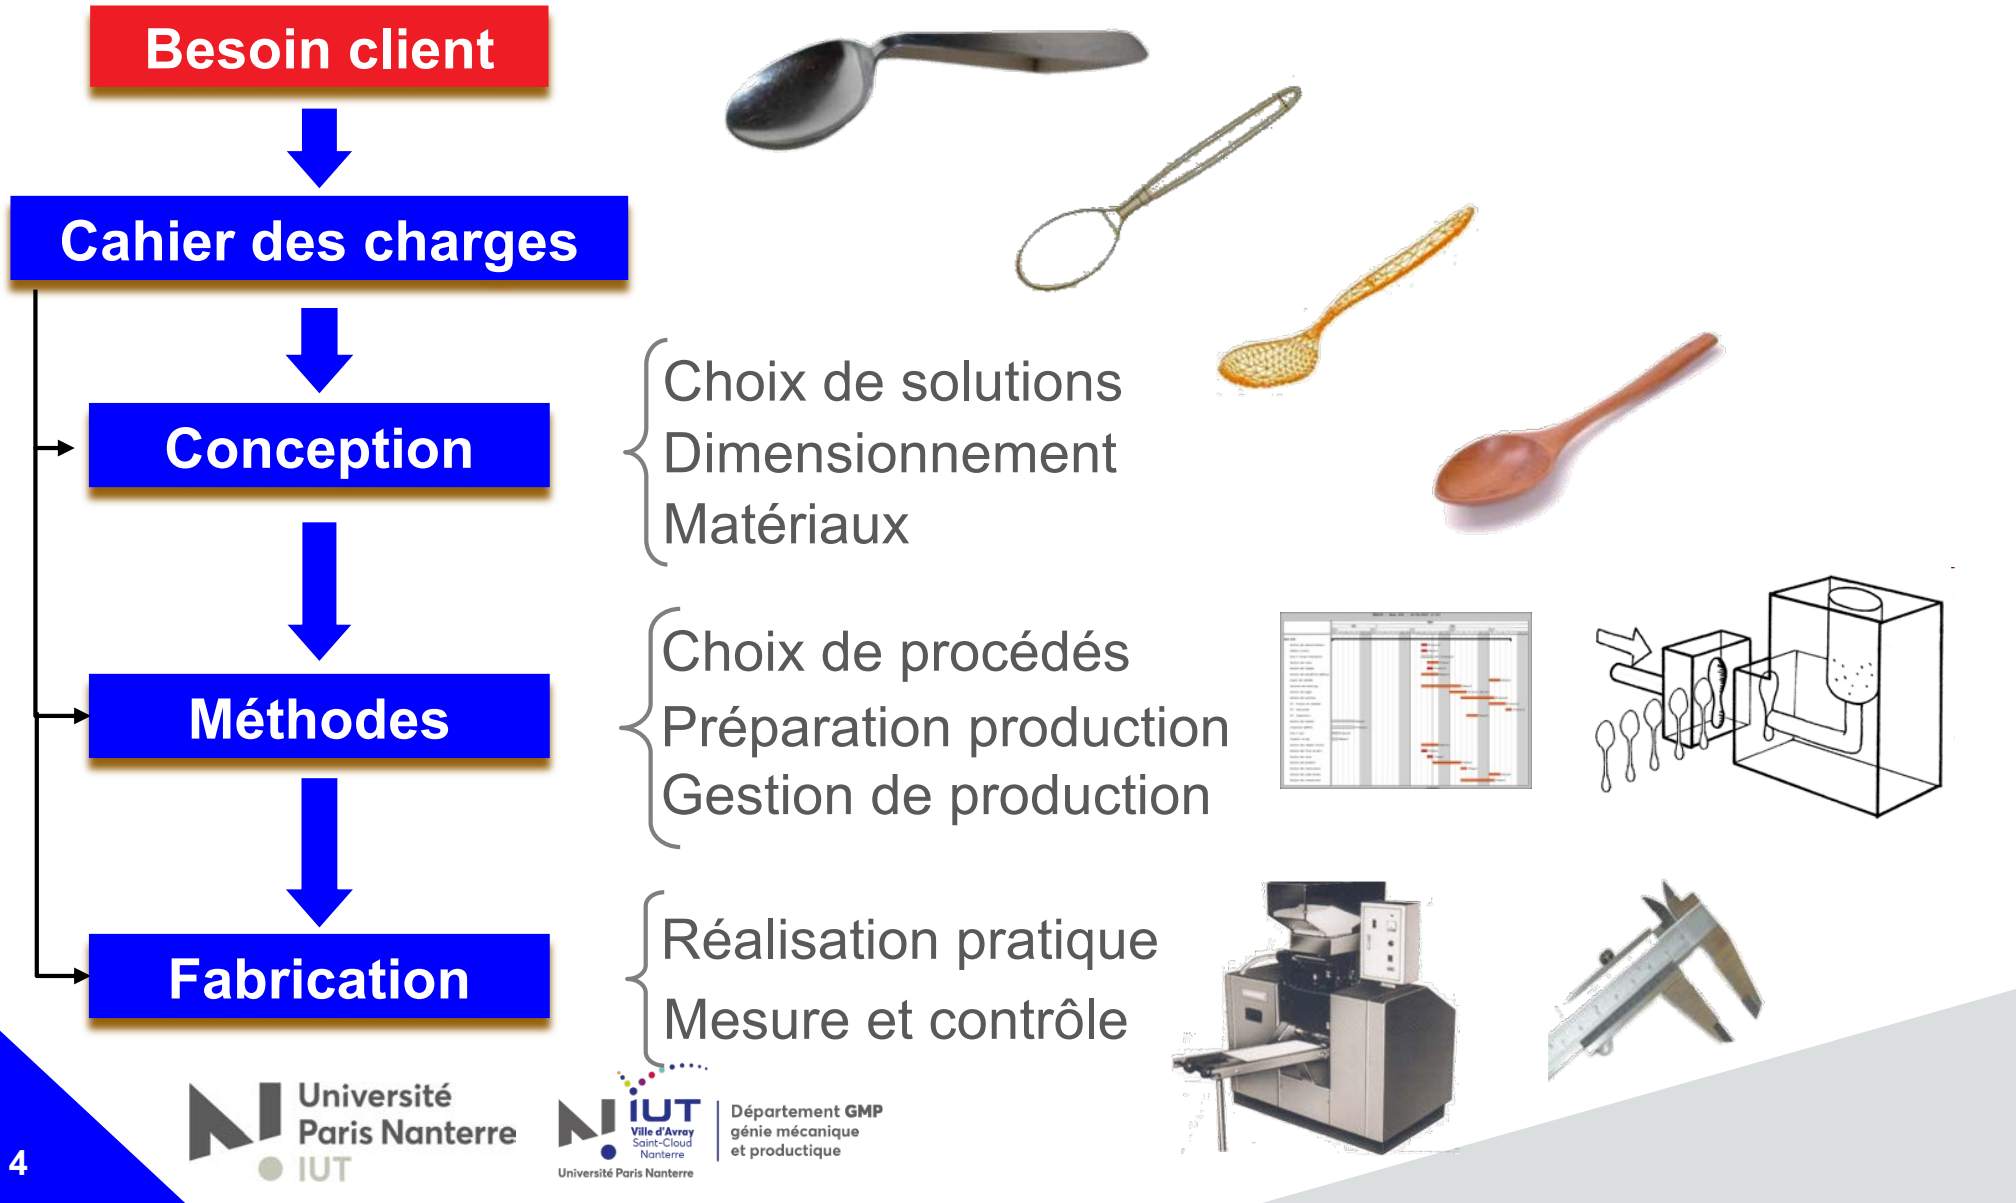 Besoin client
Cahier des charges
Conception
Choix de solutions
Dimensionnement
Matériaux
Méthodes
Choix de procédés
Préparation production
Gestion de production
Fabrication
Réalisation pratique
Mesure et contrôle
Université
Paris Nanterre
IUT
IUT
Ville d'Avray
Saint-Cloud
Nanterre
Université Paris Nanterre
Département GMP
génie mécanique
et productique
4